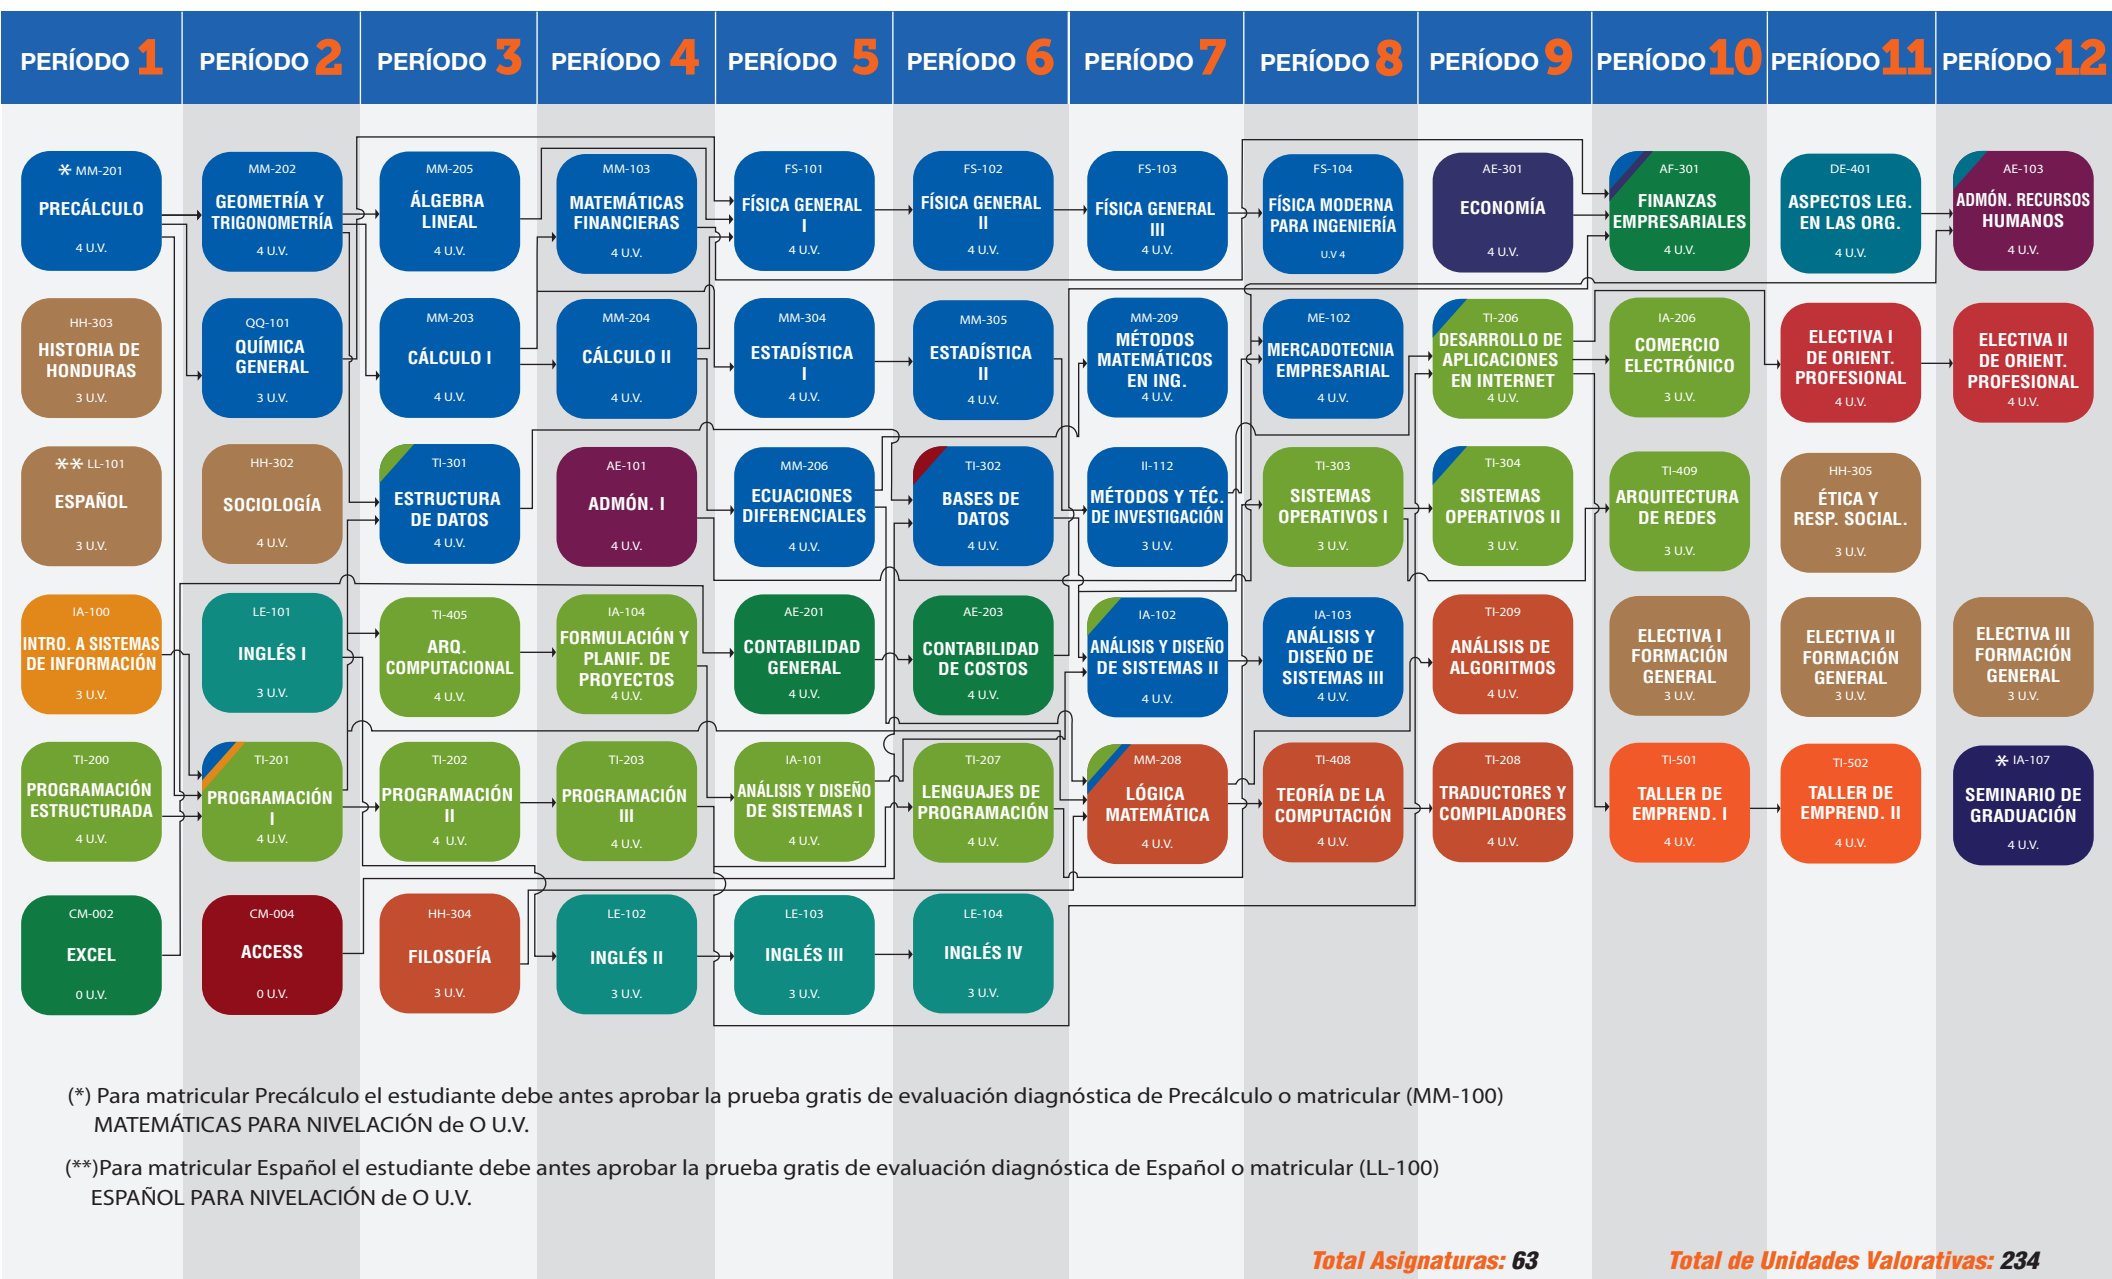 PERÍODO 1
PERÍODO 2
PERÍODO 3
PERÍODO 4
PERÍODO 5
PERÍODO 6
PERÍODO 7
PERÍODO 8
PERÍODO 9
PERÍODO 10
PERÍODO 11
PERÍODO 12
* MM-201
PRECÁLCULO
4 U.V.
MM-202
GEOMETRÍA Y
TRIGONOMETRÍA
4 U.V.
MM-205
ÁLGEBRA
LINEAL
4 U.V.
MM-103
MATEMÁTICAS
FINANCIERAS
4 U.V.
FS-101
FÍSICA GENERAL
I
4 U.V.
FS-102
FÍSICA GENERAL
II
4 U.V.
FS-103
FÍSICA GENERAL
III
4 U.V.
FS-104
FÍSICA MODERNA
PARA INGENIERÍA
U.V 4
AE-301
ECONOMÍA
4 U.V.
AF-301
FINANZAS
EMPRESARIALES
4 U.V.
DE-401
ASPECTOS LEG.
EN LAS ORG.
4 U.V.
AE-103
ADMÓN. RECURSOS
HUMANOS
4 U.V.
HH-303
HISTORIA DE
HONDURAS
3 U.V.
QQ-101
QUÍMICA
GENERAL
3 U.V.
MM-203
CÁLCULO I
4 U.V.
MM-204
CÁLCULO II
4 U.V.
MM-304
ESTADÍSTICA
I
4 U.V.
MM-305
ESTADÍSTICA
II
4 U.V.
MM-209
MÉTODOS
MATEMÁTICOS
EN ING.
4 U.V.
ME-102
MERCADOTECNIA
EMPRESARIAL
4 U.V.
TI-206
DESARROLLO DE
APLICACIONES
EN INTERNET
4 U.V.
IA-206
COMERCIO
ELECTRÓNICO
3 U.V.
ELECTIVA I
DE ORIENT.
PROFESIONAL
4 U.V.
ELECTIVA II
DE ORIENT.
PROFESIONAL
4 U.V.
** LL-101
ESPAÑOL
3 U.V.
HH-302
SOCIOLOGÍA
4 U.V.
TI-301
ESTRUCTURA
DE DATOS
4 U.V.
AE-101
ADMÓN. I
4 U.V.
MM-206
ECUACIONES
DIFERENCIALES
4 U.V.
TI-302
BASES DE
DATOS
4 U.V.
II-112
MÉTODOS Y TÉC.
DE INVESTIGACIÓN
3 U.V.
TI-303
SISTEMAS
OPERATIVOS I
3 U.V.
TI-304
SISTEMAS
OPERATIVOS II
3 U.V.
TI-409
ARQUITECTURA
DE REDES
3 U.V.
HH-305
ÉTICA Y
RESP. SOCIAL.
3 U.V.
IA-100
INTRO. A SISTEMAS
DE INFORMACIÓN
3 U.V.
LE-101
INGLÉS I
3 U.V.
TI-405
ARQ.
COMPUTACIONAL
4 U.V.
IA-104
FORMULACIÓN Y
PLANIF. DE
PROYECTOS
4 U.V.
AE-201
CONTABILIDAD
GENERAL
4 U.V.
AE-203
CONTABILIDAD
DE COSTOS
4 U.V.
IA-102
ANÁLISIS Y DISEÑO
DE SISTEMAS II
4 U.V.
IA-103
ANÁLISIS Y
DISEÑO DE
SISTEMAS III
4 U.V.
TI-209
ANÁLISIS DE
ALGORITMOS
4 U.V.
ELECTIVA I
FORMACIÓN
GENERAL
3 U.V.
ELECTIVA II
FORMACIÓN
GENERAL
3 U.V.
ELECTIVA III
FORMACIÓN
GENERAL
3 U.V.
TI-200
PROGRAMACIÓN
ESTRUCTURADA
4 U.V.
TI-201
PROGRAMACIÓN
I
4 U.V.
TI-202
PROGRAMACIÓN
II
4 U.V.
TI-203
PROGRAMACIÓN
III
4 U.V.
IA-101
ANÁLISIS Y DISEÑO
DE SISTEMAS I
4 U.V.
TI-207
LENGUAJES DE
PROGRAMACIÓN
4 U.V.
MM-208
LÓGICA
MATEMÁTICA
4 U.V.
TI-408
TEORÍA DE LA
COMPUTACIÓN
4 U.V.
TI-208
TRADUCTORES Y
COMPILADORES
4 U.V.
TI-501
TALLER DE
EMPREND. I
4 U.V.
TI-502
TALLER DE
EMPREND. II
4 U.V.
* IA-107
SEMINARIO DE
GRADUACIÓN
4 U.V.
CM-002
EXCEL
0 U.V.
CM-004
ACCESS
0 U.V.
HH-304
FILOSOFÍA
3 U.V.
LE-102
INGLÉS II
3 U.V.
LE-103
INGLÉS III
3 U.V.
LE-104
INGLÉS IV
3 U.V.
(*) Para matricular Precálculo el estudiante debe antes aprobar la prueba gratis de evaluación diagnóstica de Precálculo o matricular (MM-100)
MATEMÁTICAS PARA NIVELACIÓN de O U.V.
(**)Para matricular Español el estudiante debe antes aprobar la prueba gratis de evaluación diagnóstica de Español o matricular (LL-100)
ESPAÑOL PARA NIVELACIÓN de O U.V.
Total Asignaturas: 63
Total de Unidades Valorativas: 234